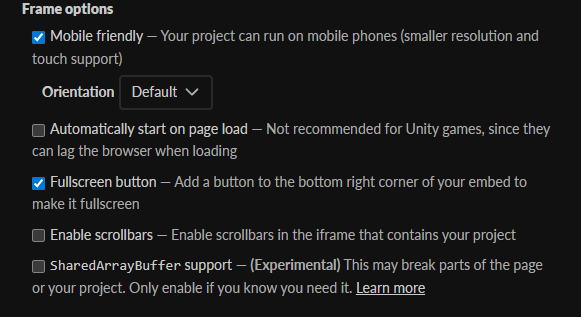 Frame options
Mobile friendly — Your project can run on mobile phones (smaller resolution and
touch support)
Orientation Default
Automatically start on page load — Not recommended for Unity games, since they
can lag the browser when loading
Fullscreen button — Add a button to the bottom right corner of your embed to
make it fullscreen
Enable scrollbars — Enable scrollbars in the iframe that contains your project
SharedArrayBuffer support — (Experimental) This may break parts of the page
or your project. Only enable if you know you need it. Learn more